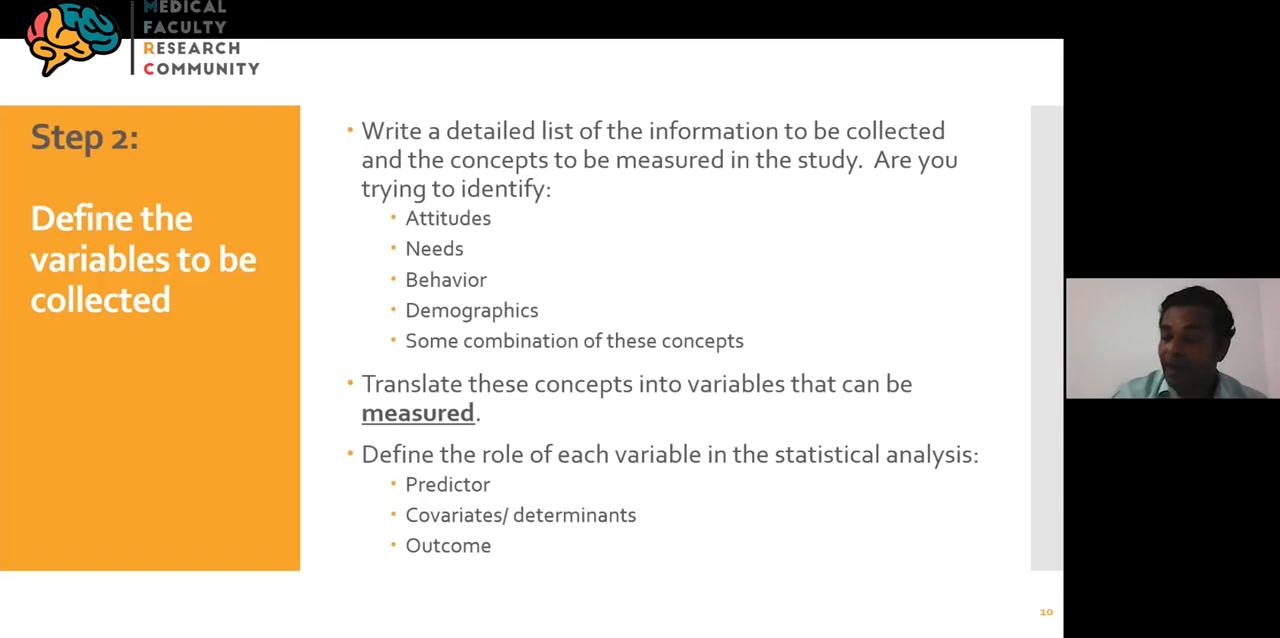 MEDICAL
FACULTY
RESEARCH
COMMUNITY
Step 2:
Define the
variables to be
collected
• Write a detailed list of the information to be collected
and the concepts to be measured in the study. Are you
trying to identify:
• Attitudes
• Needs
• Behavior
• Demographics
• Some combination of these concepts
• Translate these concepts into variables that can be
measured.
• Define the role of each variable in the statistical analysis:
• Predictor
• Covariates/ determinants
• Outcome
10